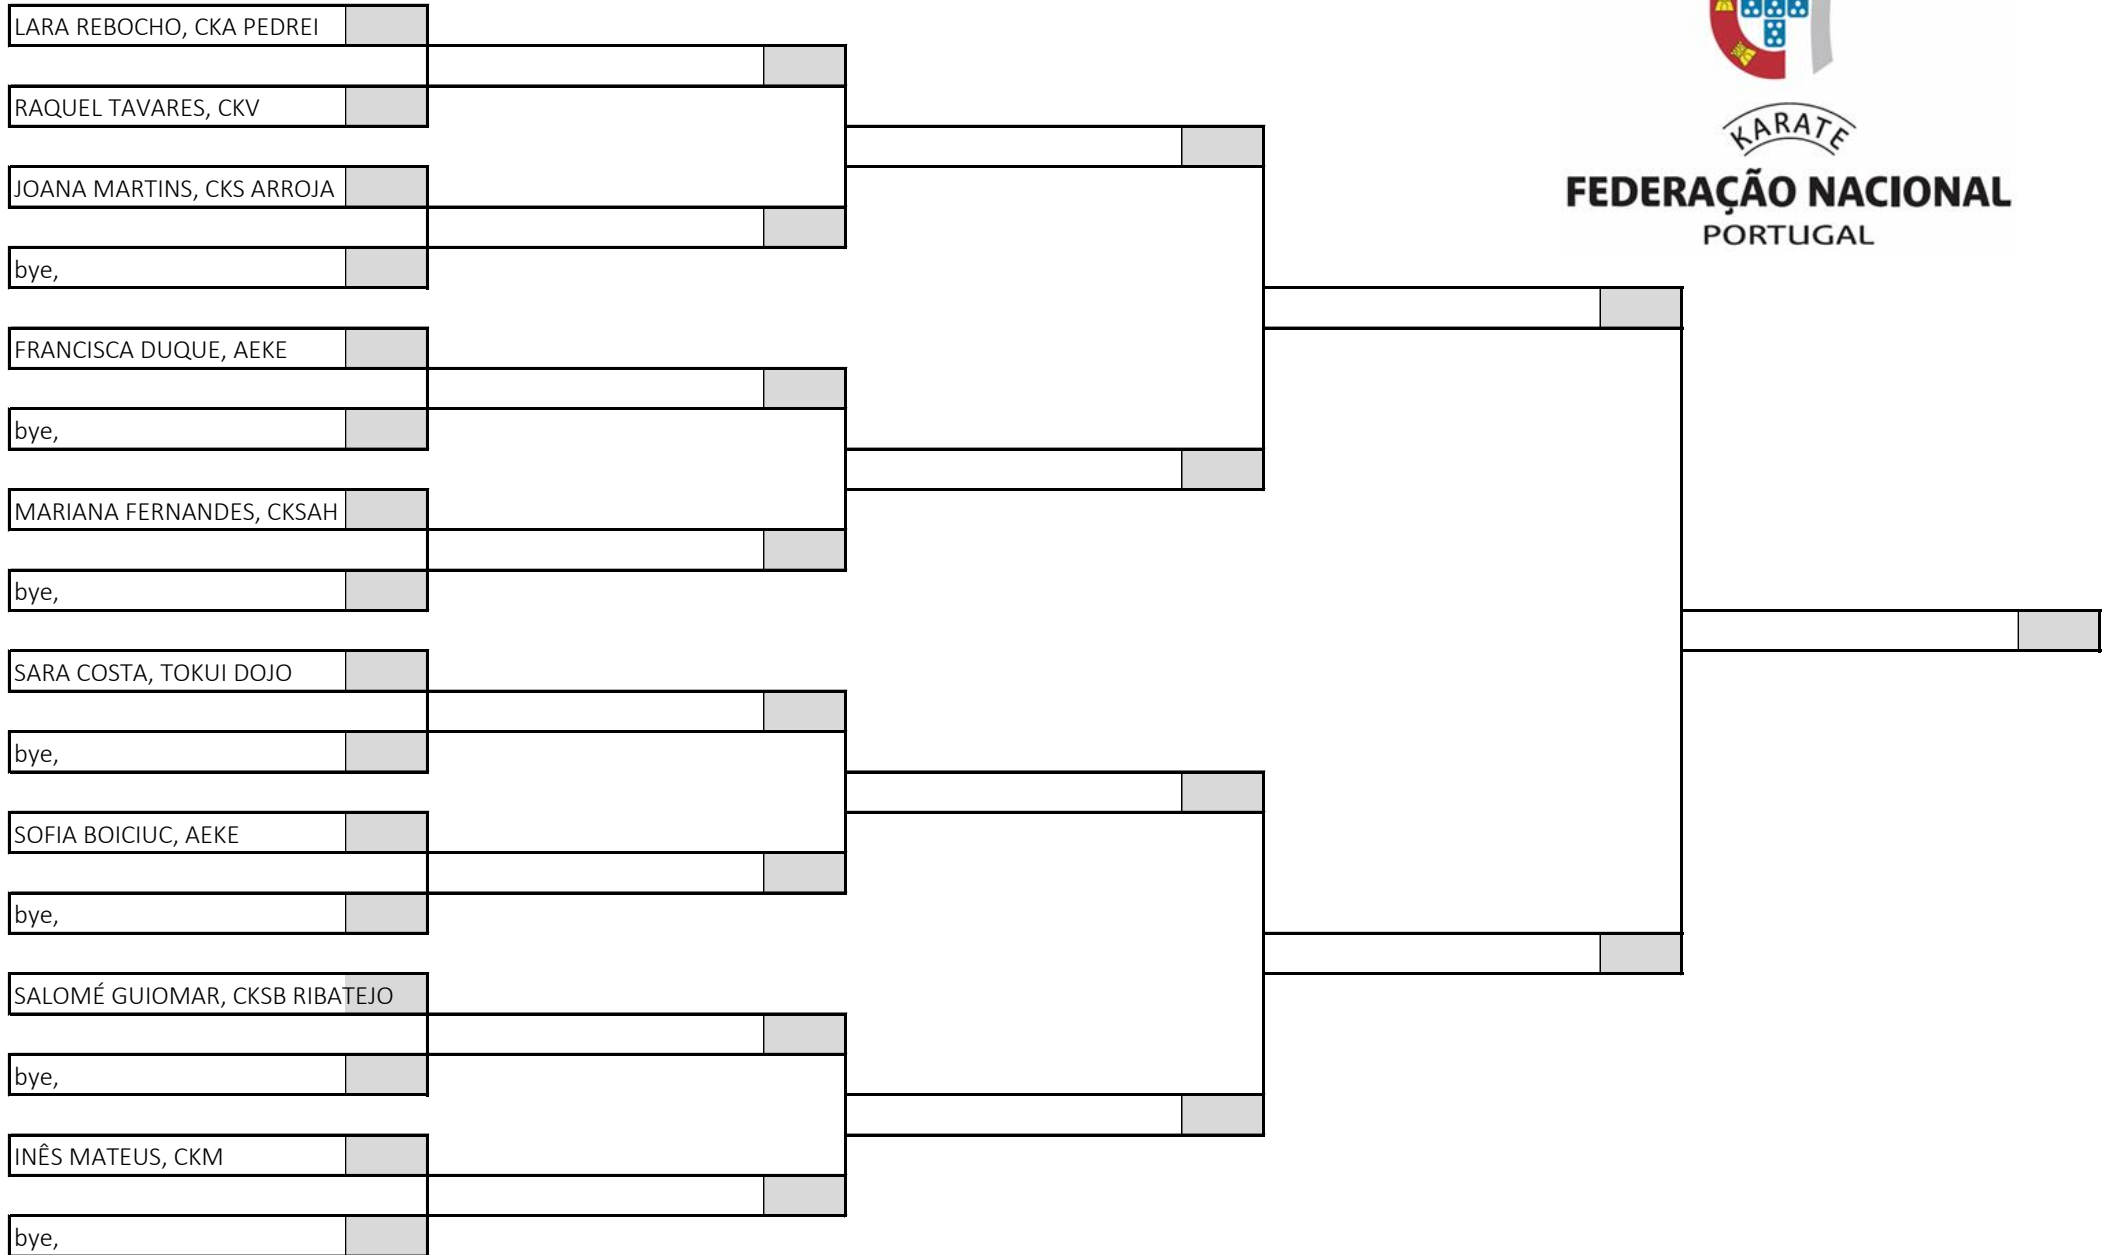 LARA REBOCHO, CKA PEDREI
RAQUEL TAVARES, CKV
JOANA MARTINS, CKS ARROJA
bye,
FRANCISCA DUQUE, AEKE
bye,
MARIANA FERNANDES, CKSAH
bye,
SARA COSTA, TOKUI DOJO
bye,
SOFIA BOICIUC, AEKE
bye,
SALOMÉ GUIOMAR, CKSB RIBATEJO
bye,
INÊS MATEUS, CKM
bye,
KARATE
FEDERAÇÃO NACIONAL
PORTUGAL